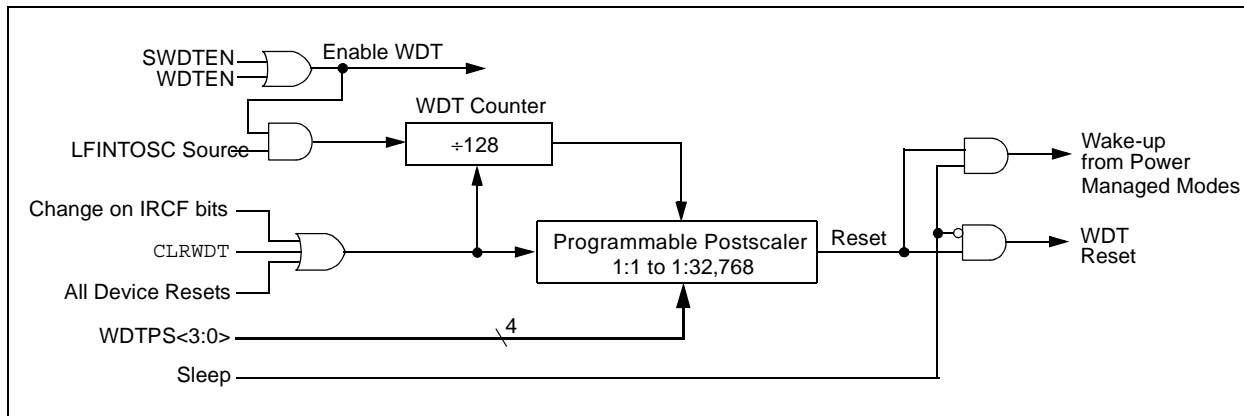 SWDTEN
WDTEN
Enable WDT
WDT Counter
÷128
LFINTOSC Source
Wake-up
from Power
Managed Modes
Change on IRCF bits
CLRWDT
All Device Resets
Programmable Postscaler
1:1 to 1:32,768
Reset
WDT
Reset
WDTPS<3:0>
4
Sleep